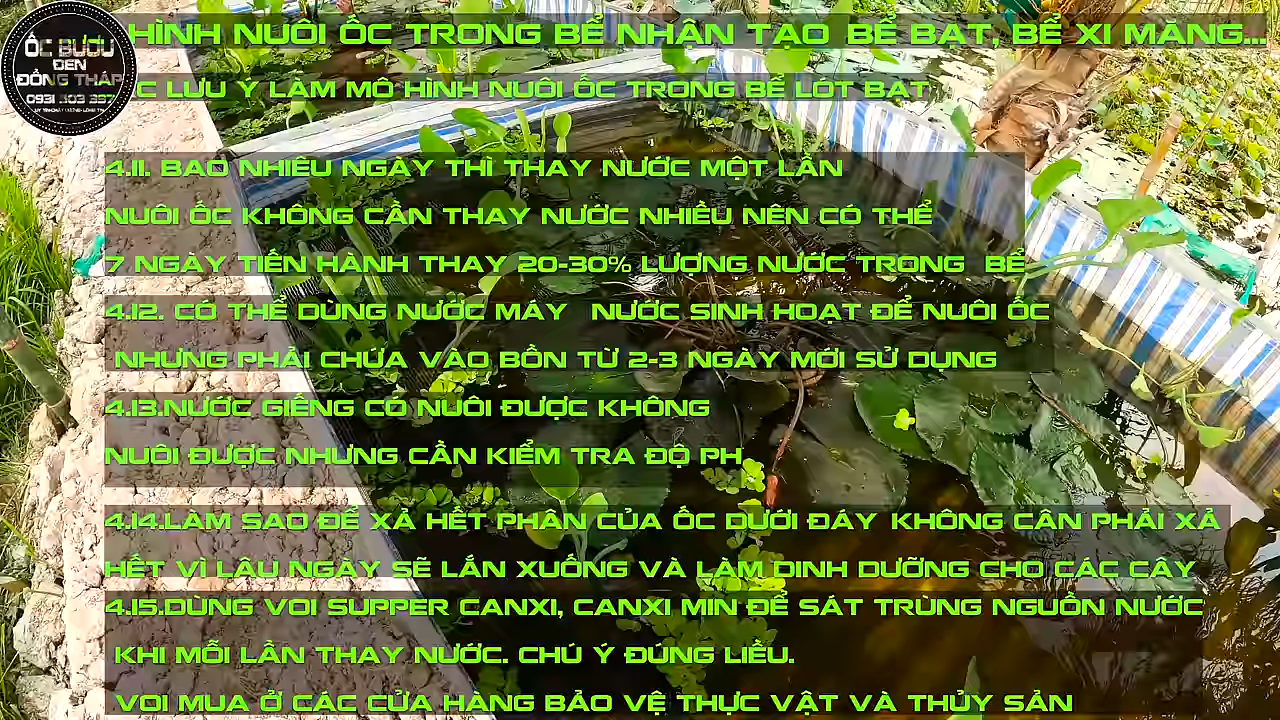 ỐC BƯƠU
ĐEN
ĐỒNG THÁP
0931 303 397
HÌNH NUÔI ỐC TRONG BỂ NHÂN TẠO BỂ BẠT, BỂ XI MĂNG...
C LƯU Ý LÀM MÔ HÌNH NUÔI ỐC TRONG BỂ LÓT BẠT
4.11. BAO NHIÊU NGÀY THÌ THAY NƯỚC MỘT LẦN
NUÔI ỐC KHÔNG CẦN THAY NƯỚC NHIỀU NÊN CÓ THỂ
7 NGÀY TIẾN HÀNH THAY 20-30% LƯỢNG NƯỚC TRONG BỂ
4.12. CÓ THỂ DÙNG NƯỚC MÁY NƯỚC SINH HOẠT ĐỂ NUÔI ỐC
NHƯNG PHẢI CHỨA VÀO BỒN TỪ 2-3 NGÀY MỚI SỬ DỤNG
4.13.NƯỚC GIẾNG CÓ NUÔI ĐƯỢC KHÔNG
NUÔI ĐƯỢC NHƯNG CẦN KIỂM TRA ĐỘ PH
4.14.LÀM SAO ĐỂ XẢ HẾT PHÂN CỦA ỐC DƯỚI ĐÁY KHÔNG CẦN PHẢI XẢ
HẾT VÌ LÂU NGÀY SẼ LẮN XUỐNG VÀ LÀM DINH DƯỠNG CHO CÁC CÂY
4.15.DÙNG VOI SUPPER CANXI, CANXI MIN ĐỂ SÁT TRÙNG NGUỒN NƯỚC
KHI MỖI LẦN THAY NƯỚC. CHÚ Ý ĐÚNG LIỀU.
VOI MUA Ở CÁC CỬA HÀNG BẢO VỆ THỰC VẬT VÀ THỦY SẢN